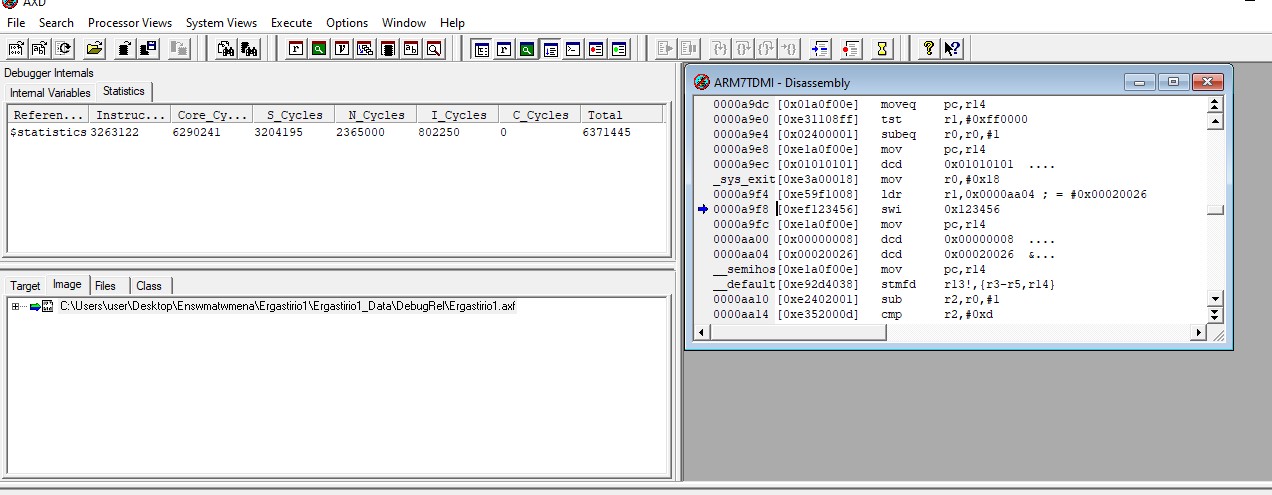 AXD
File Search Processor Views System Views Execute Options Window Help
Debugger Internals
Internal Variables Statistics
Referen... Instruc... Core_Cy... S_Cycles N_Cycles I_Cycles C_Cycles Total
$statistics 3263122 6290241 3204195 2365000 802250 0 6371445
Target Image Files Class
C:\Users\user\Desktop\Enswmatwmena\Ergastirio1\Ergastirio1_Data\DebugRel\Ergastirio1.axf
ARM7TDMI - Disassembly
0000a9dc [0x01a0f00e] moveq pc,r14
0000a9e0 [0xe31108ff] tst r1,#0xff0000
0000a9e4 [0x02400001] subeq r0,r0,#1
0000a9e8 [0xe1a0f00e] mov pc,r14
0000a9ec [0x01010101] dcd 0x01010101 ....
_sys_exit [0xe3a00018] mov r0,#0x18
0000a9f4 [0xe59f1008] ldr r1,0x0000aa04 ; = #0x00020026
0000a9f8 [0xef123456] swi 0x123456
0000a9fc [0xe1a0f00e] mov pc,r14
0000aa00 [0x00000008] dcd 0x00000008 ....
0000aa04 [0x00020026] dcd 0x00020026 &...
__semihos [0xe1a0f00e] mov pc,r14
__default [0xe92d4038] stmfd r13!,{r3-r5,r14}
0000aa10 [0xe2402001] sub r2,r0,#1
0000aa14 [0xe352000d] cmp r2,#0xd